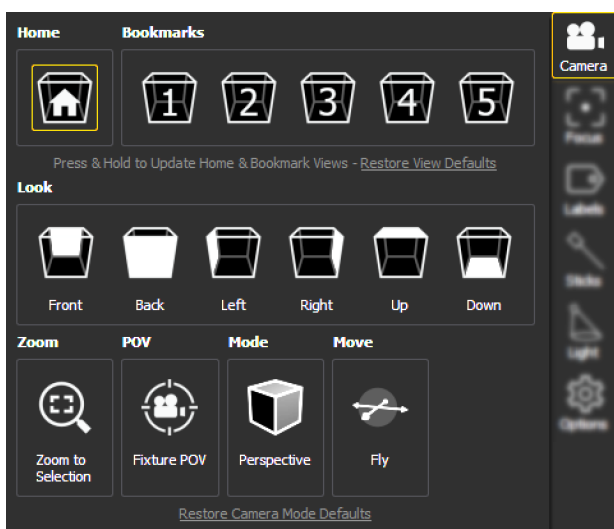 Home Bookmarks
1 2 3 4 5
Press & Hold to Update Home & Bookmark Views - Restore View Defaults
Look
Front Back Left Right Up Down
Zoom POV Mode Move
Zoom to Selection Fixture POV Perspective Fly
Restore Camera Mode Defaults
Camera
Focus
Labels
Sticks
Light
Options